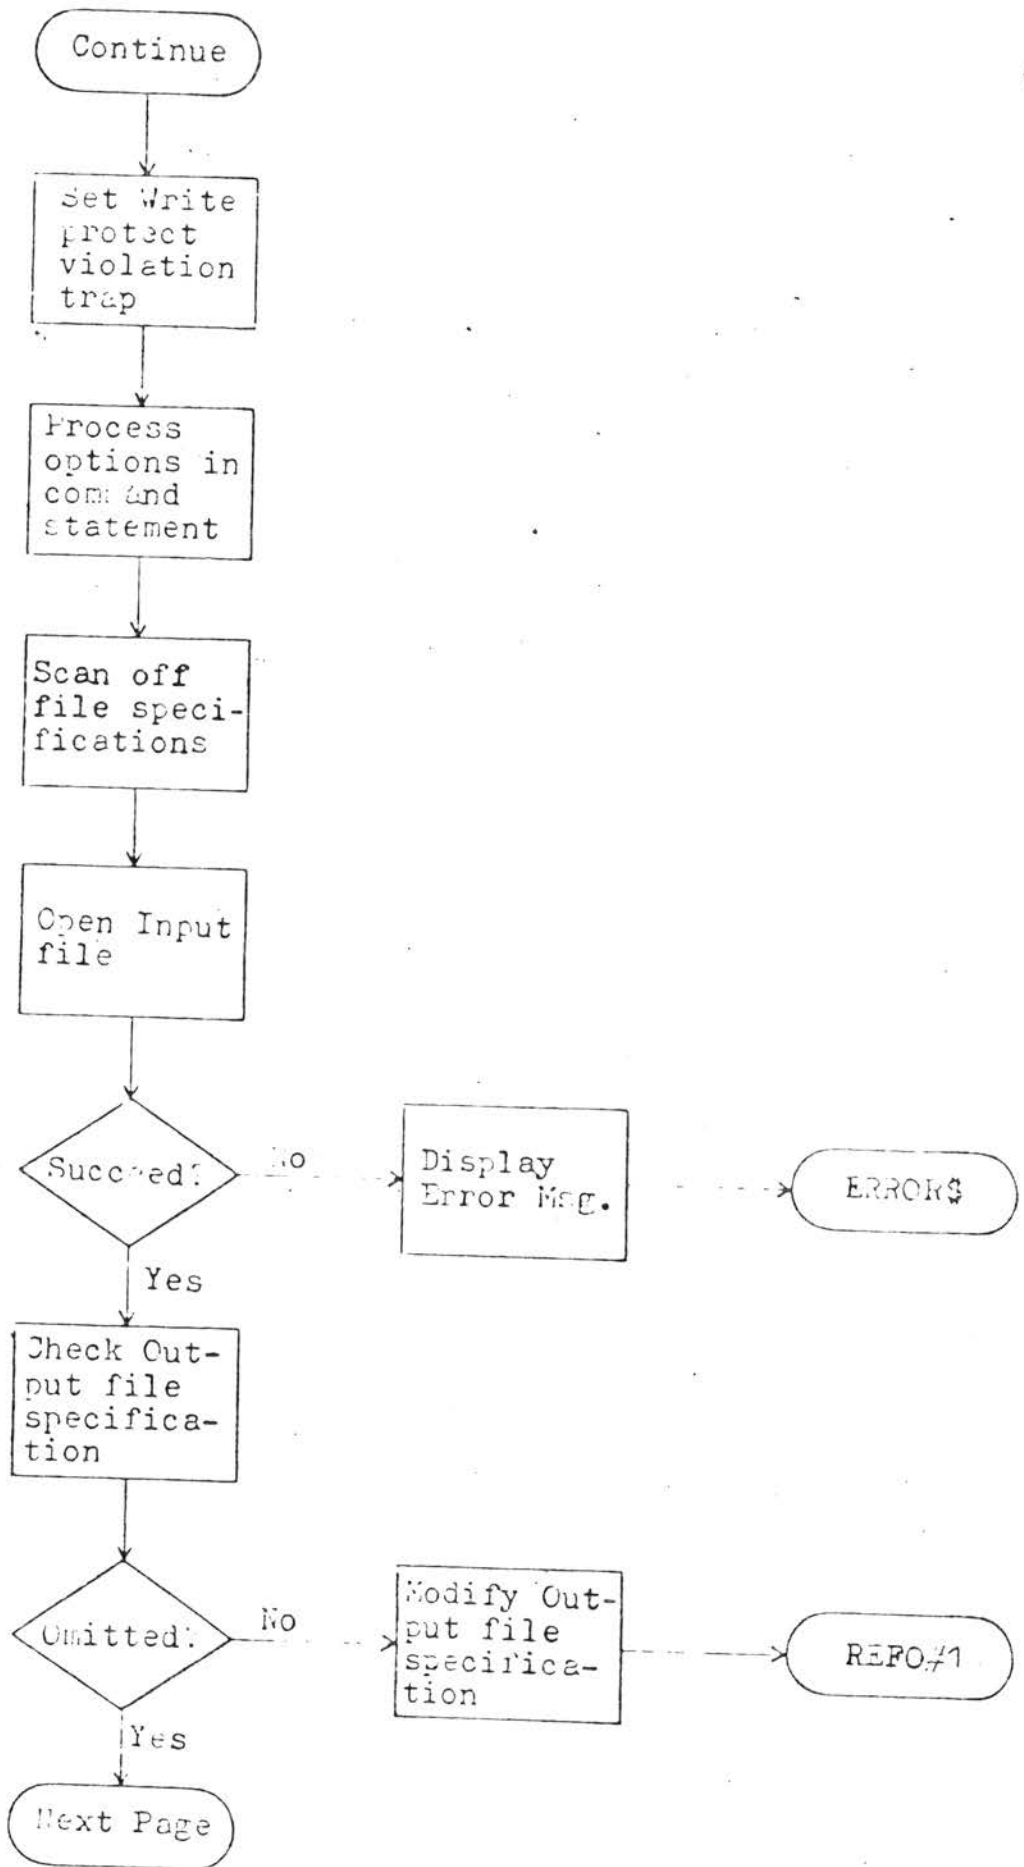 Continue
Set Write
protect
violation
trap
Process
options in
command
statement
Scan off
file speci-
fications
Open Input
file
Succeed?
No
Display
Error Msg.
ERROR$
Yes
Check Out-
put file
specifica-
tion
Omitted?
No
Modify Out-
put file
specifica-
tion
REFO#1
Yes
Next Page